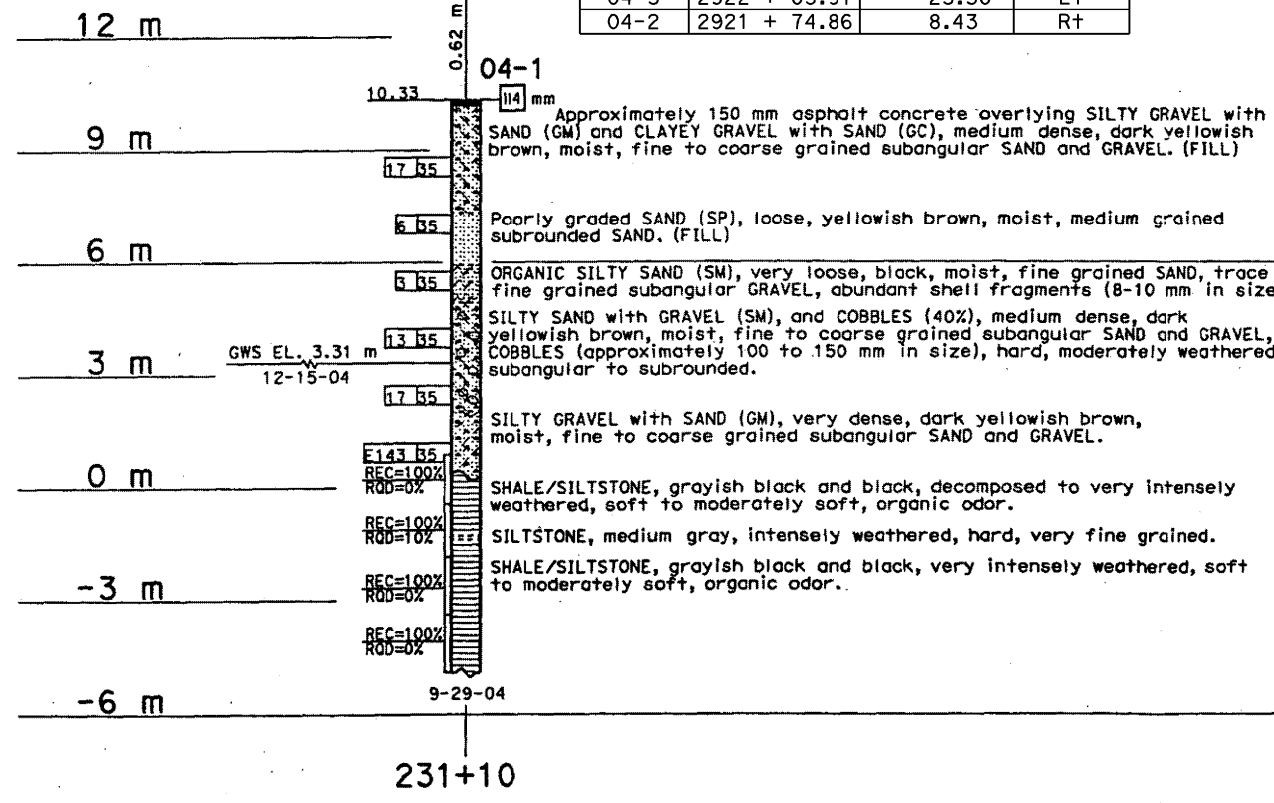 04-2 2921 + 74.86 8.43 Rt
12 m
0.62 m
04-1
10.33
114 mm
Approximately 150 mm asphalt concrete overlying SILTY GRAVEL with
SAND (GM) and CLAYEY GRAVEL with SAND (GC), medium dense, dark yellowish
brown, moist, fine to coarse grained subangular SAND and GRAVEL. (FILL)
9 m
17 35
6 35
Poorly graded SAND (SP), loose, yellowish brown, moist, medium grained
subrounded SAND. (FILL)
6 m
3 35
ORGANIC SILTY SAND (SM), very loose, black, moist, fine grained SAND, trace
fine grained subangular GRAVEL, abundant shell fragments (8-10 mm in size
13 35
SILTY SAND with GRAVEL (SM), and COBBLES (40%), medium dense, dark
yellowish brown, moist, fine to coarse grained subangular SAND and GRAVEL,
COBBLES (approximately 100 to 150 mm in size), hard, moderately weathered
subangular to subrounded.
GWS EL. 3.31 m
12-15-04
3 m
17 35
SILTY GRAVEL with SAND (GM), very dense, dark yellowish brown,
moist, fine to coarse grained subangular SAND and GRAVEL.
E143 35
0 m
REC=100%
RQD=0%
SHALE/SILTSTONE, grayish black and black, decomposed to very intensely
weathered, soft to moderately soft, organic odor.
REC=100%
RQD=10%
SILTSTONE, medium gray, intensely weathered, hard, very fine grained.
SHALE/SILTSTONE, grayish black and black, very intensely weathered, soft
to moderately soft, organic odor.
-3 m
REC=100%
RQD=0%
REC=100%
RQD=0%
-6 m
9-29-04
231+10